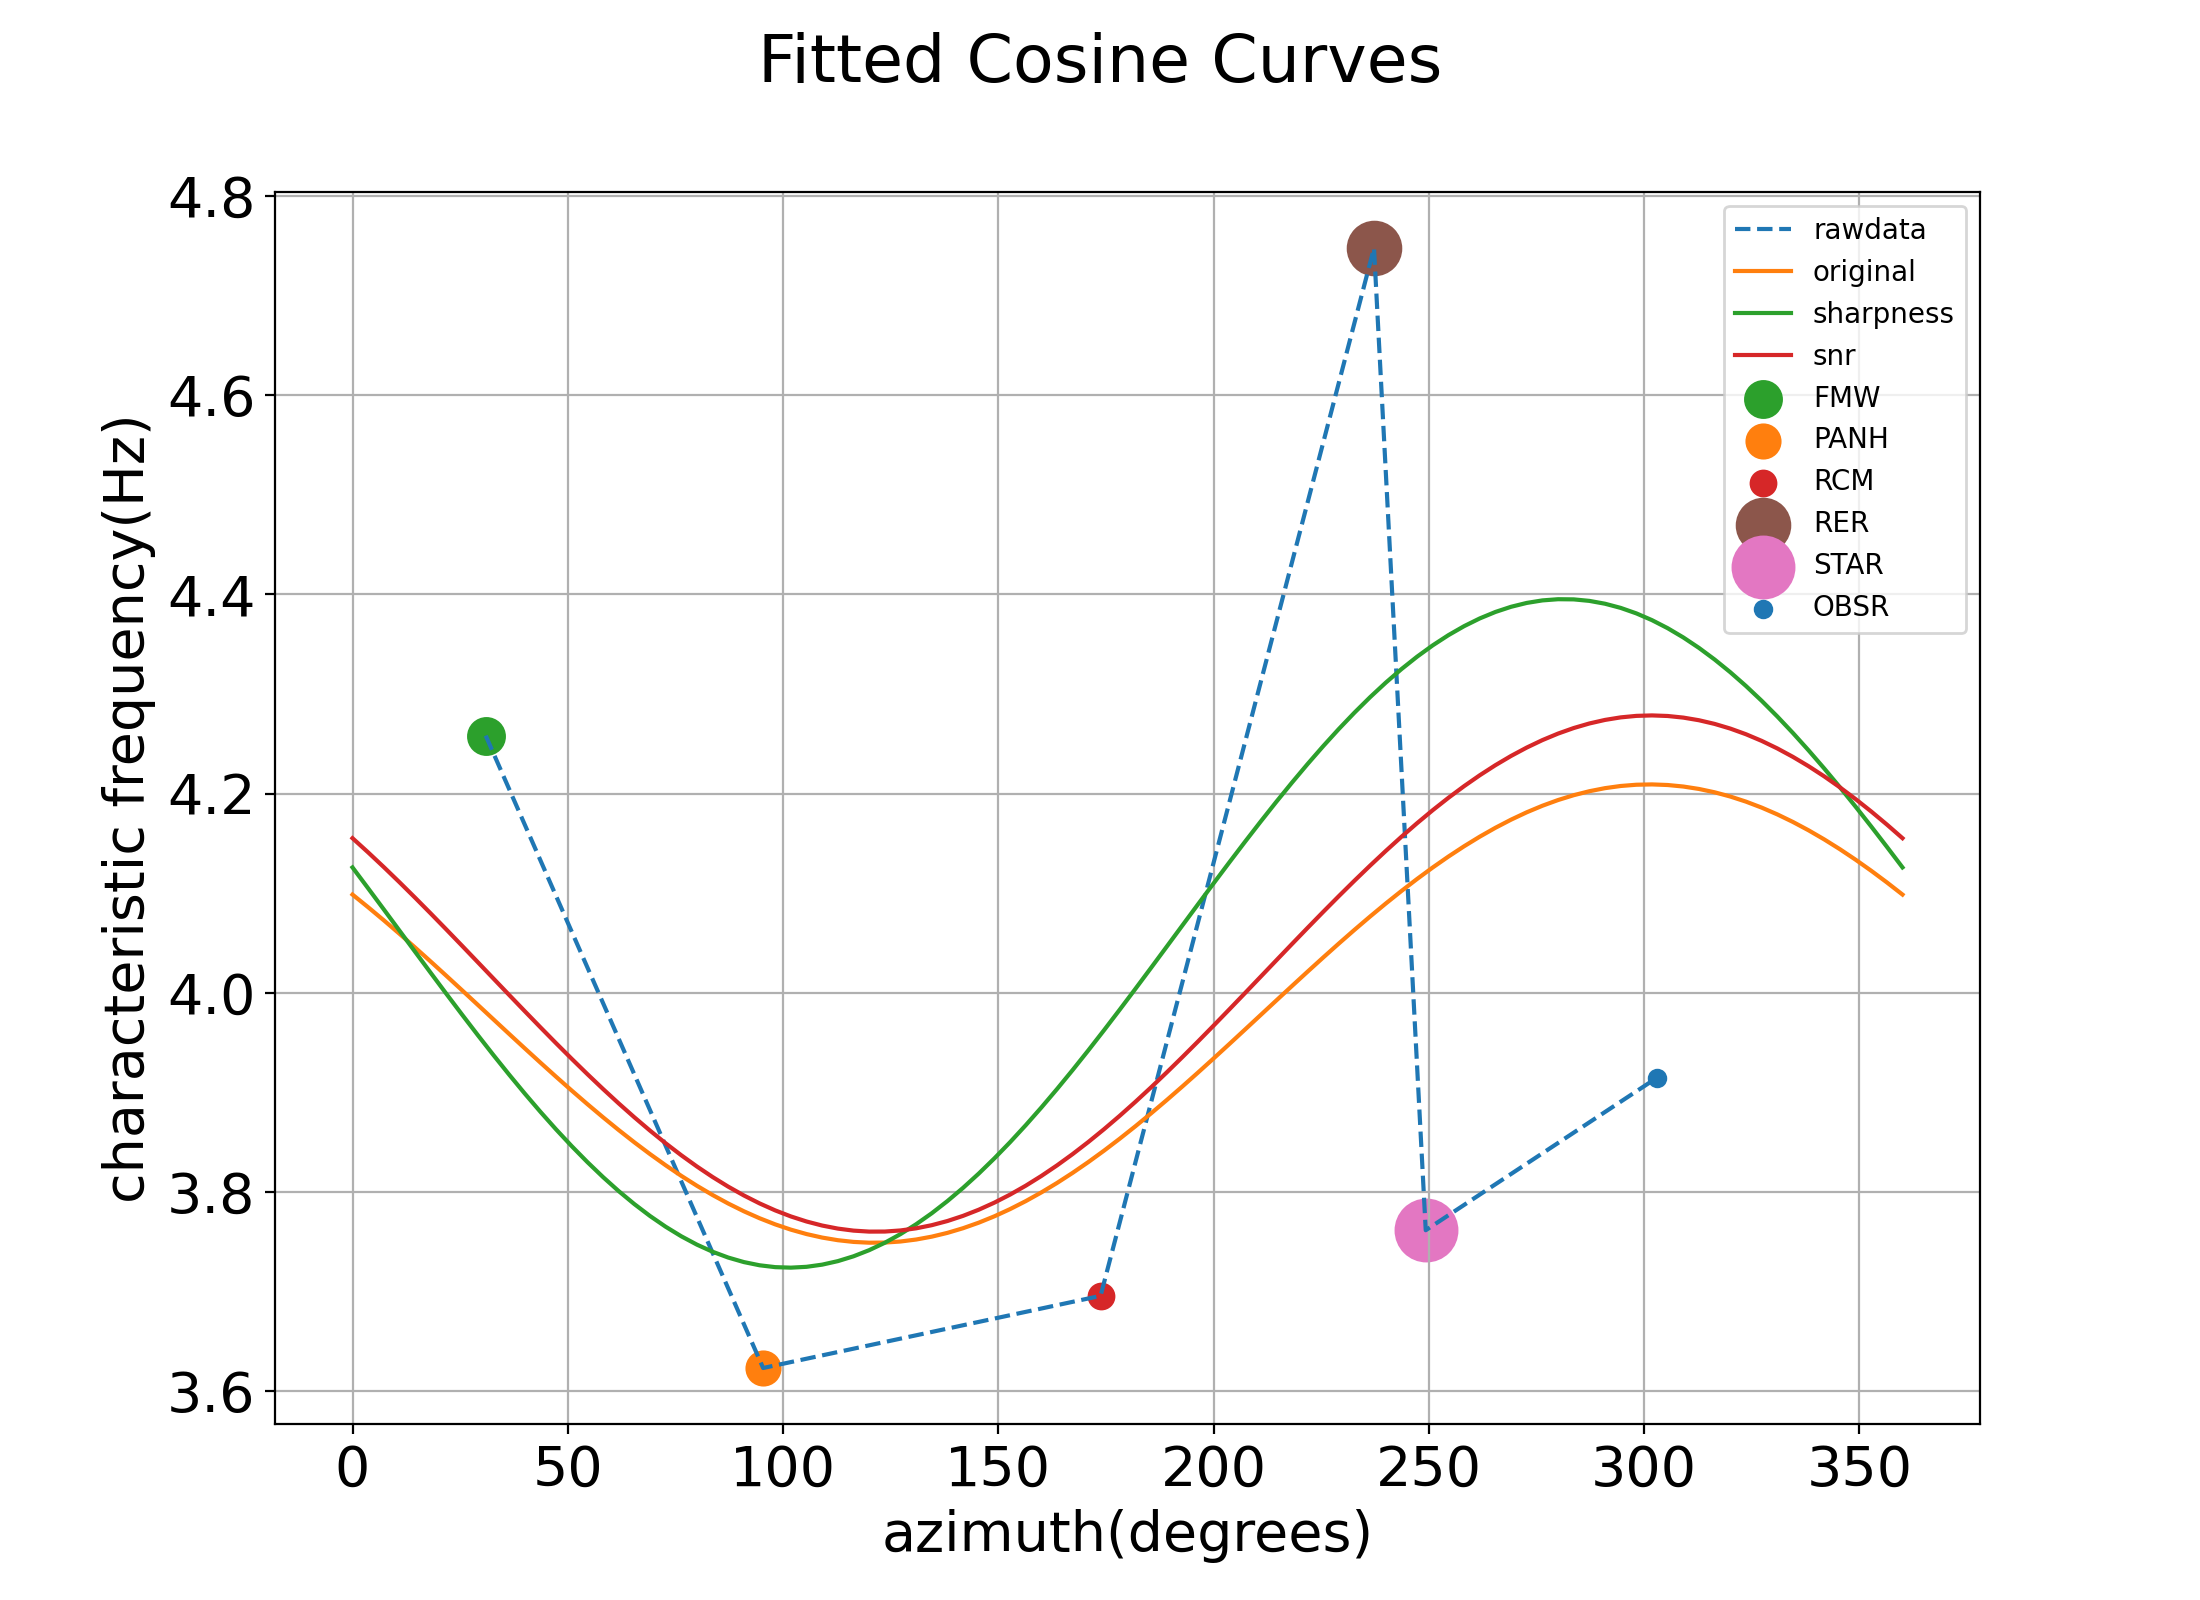 Fitted Cosine Curves
4.8
4.6
4.4
4.2
4.0
3.8
3.6
characteristic frequency(Hz)
rawdata
original
sharpness
snr
FMW
PANH
RCM
RER
STAR
OBSR
0 50 100 150 200 250 300 350
azimuth(degrees)